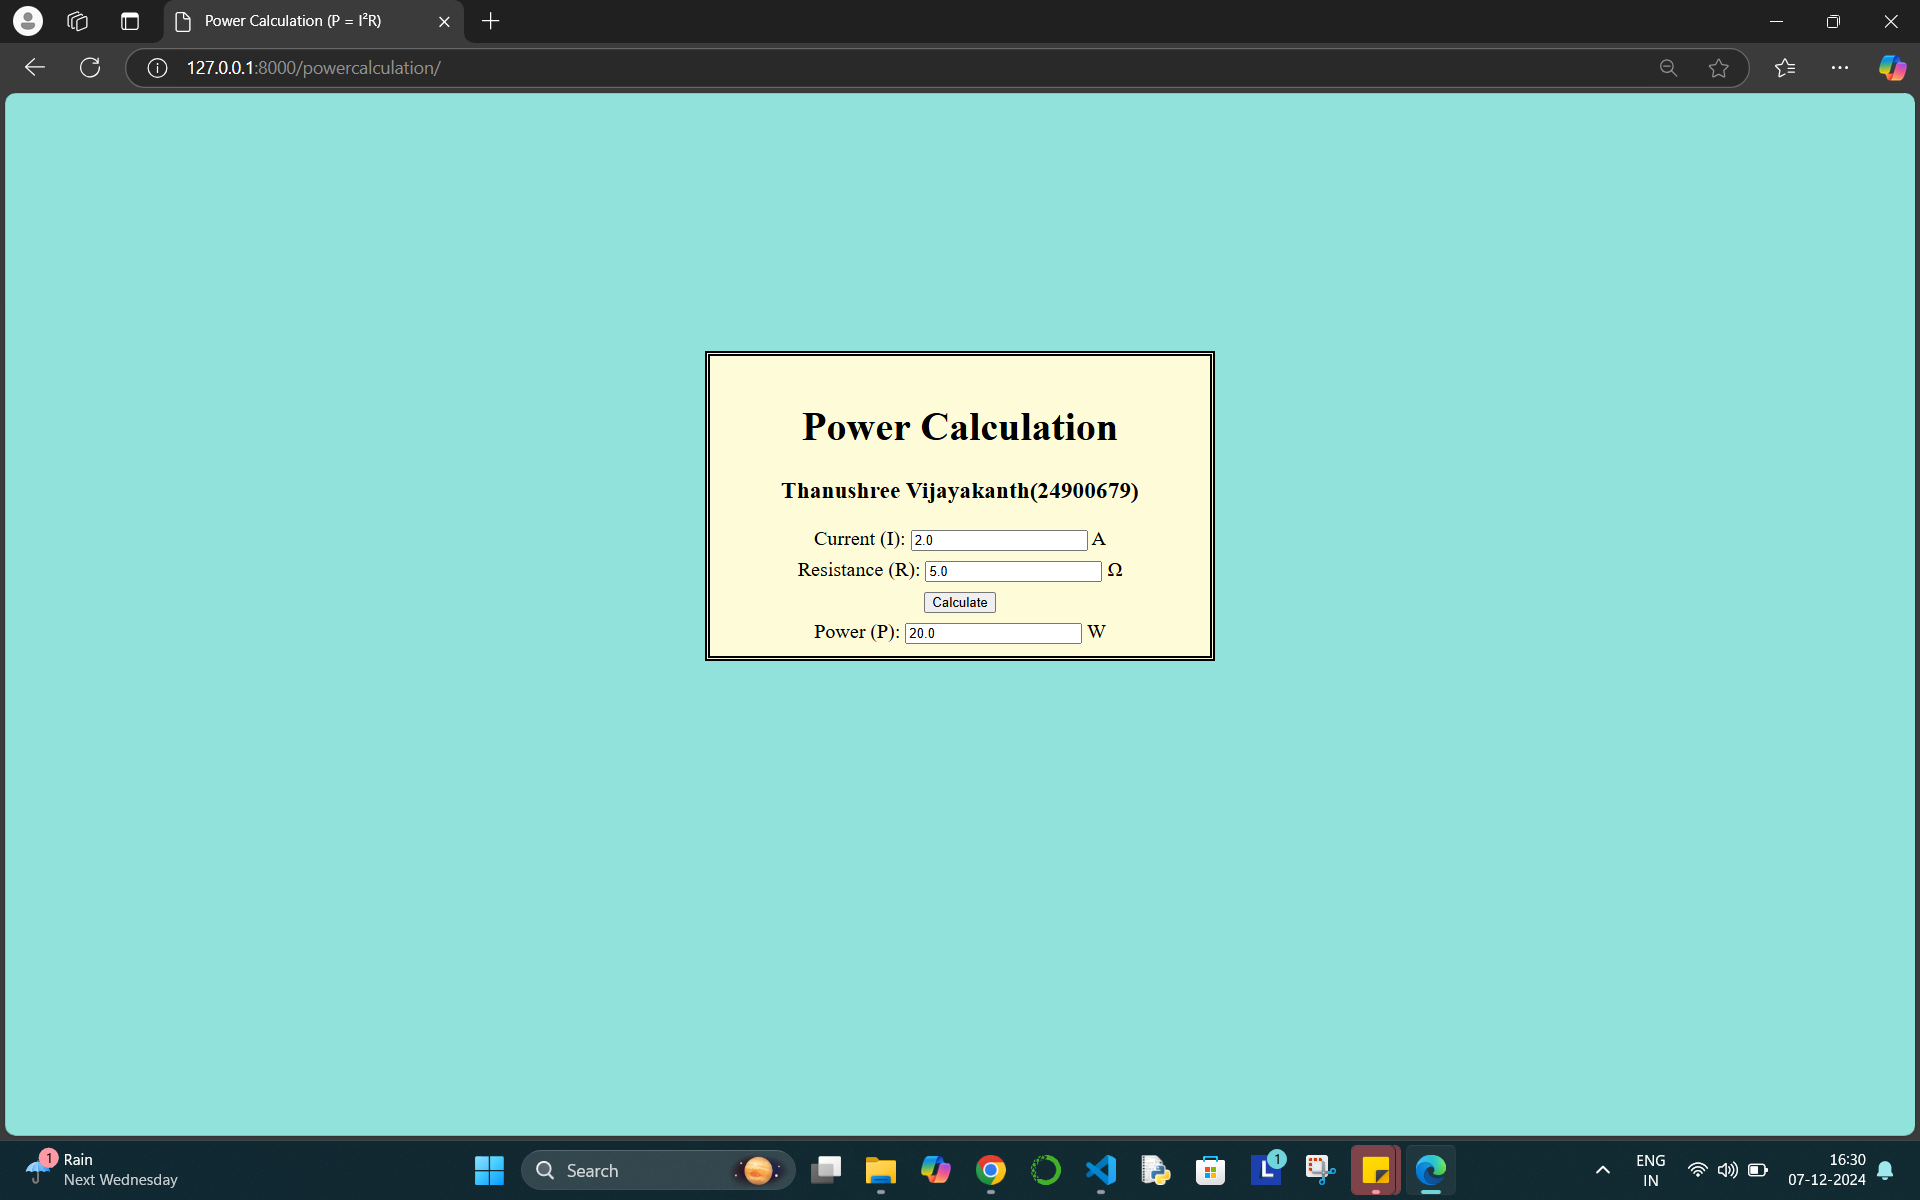 Power Calculation (P = I²R)
127.0.0.1:8000/powercalculation/
Power Calculation
Thanushree Vijayakanth(24900679)
Current (I): 2.0 A
Resistance (R): 5.0 Ω
Calculate
Power (P): 20.0 W
1
Rain
Next Wednesday
Search
L
1
ENG
IN
16:30
07-12-2024